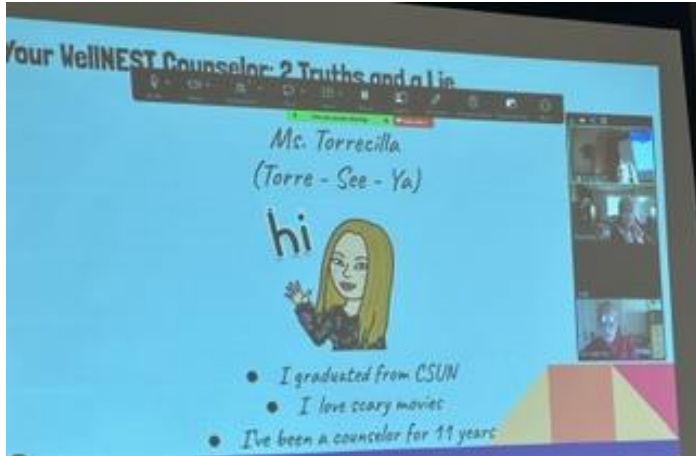 Your WellNEST Counselor: 2 Truths and a Lie
Ms. Torrecilla
(Torre - See - Ya)
hi
• I graduated from CSUN
• I love scary movies
• I've been a counselor for 11 years